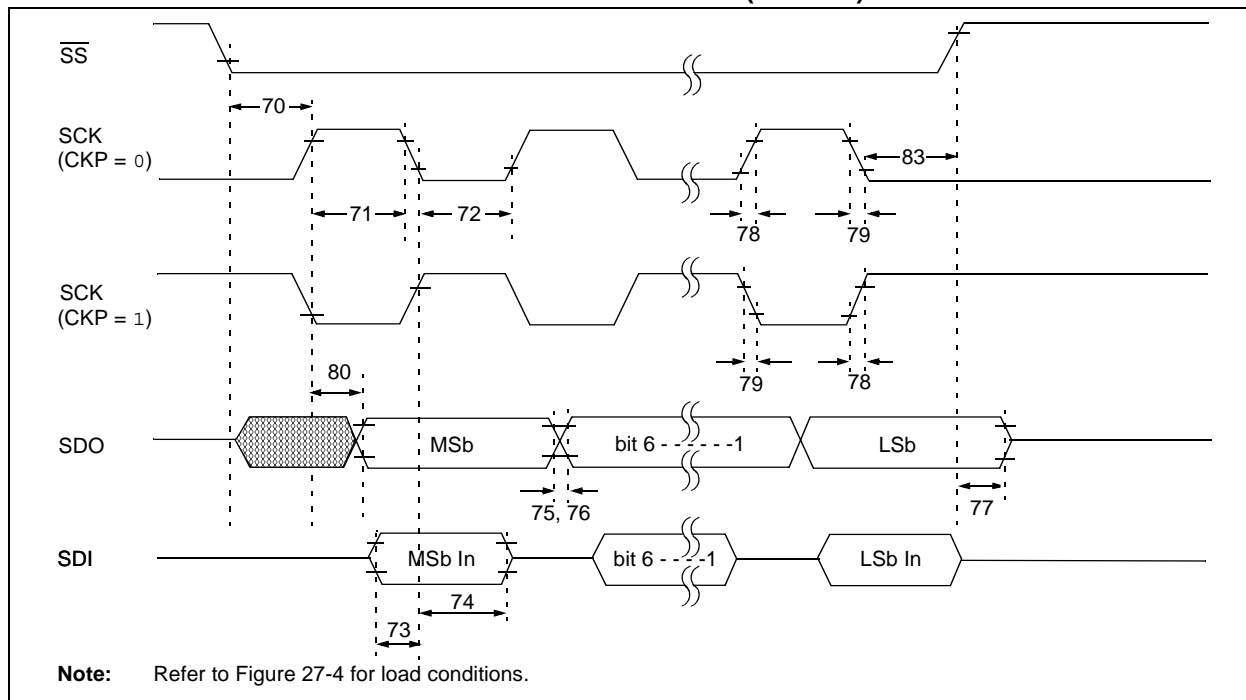 SS
70
SCK
(CKP = 0)
83
71
72
78
79
SCK
(CKP = 1)
80
79
78
SDO
MSb
bit 6 - - - - - -1
LSb
75, 76
77
SDI
MSb In
bit 6 - - - - -1
LSb In
74
73
Note: Refer to Figure 27-4 for load conditions.